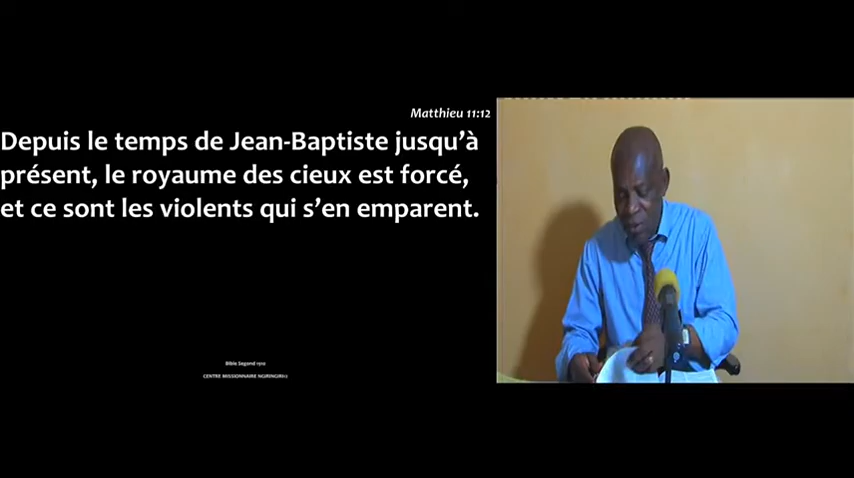 Matthieu 11:12
Depuis le temps de Jean-Baptiste jusqu'à
présent, le royaume des cieux est forcé,
et ce sont les violents qui s'en emparent.
Bible Segond 1910
CENTRE MISSIONNAIRE